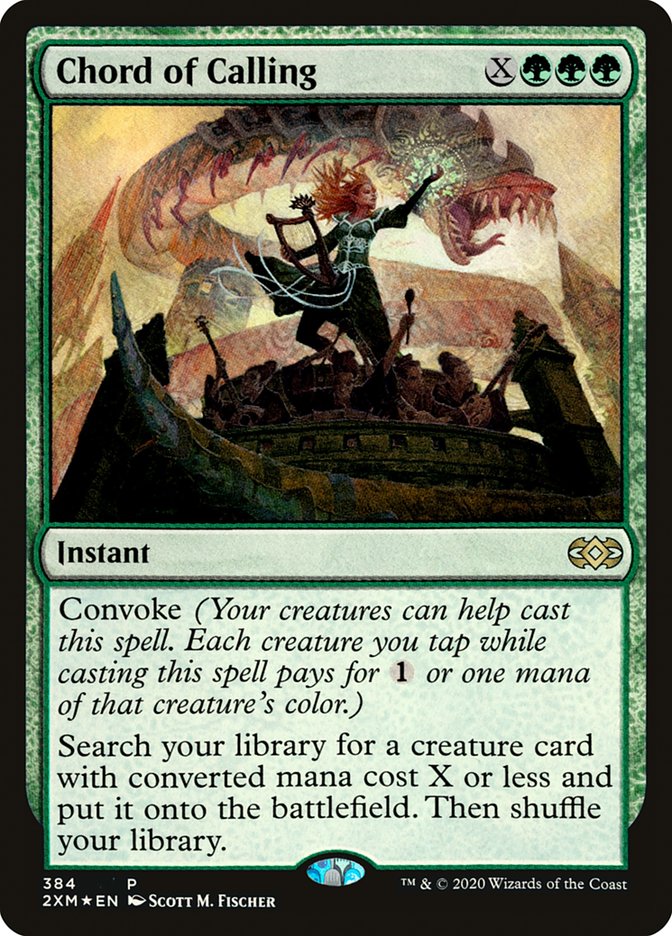 Chord of Calling X
Instant
Convoke (Your creatures can help cast
this spell. Each creature you tap while
casting this spell pays for 1 or one mana
of that creature's color.)
Search your library for a creature card
with converted mana cost X or less and
put it onto the battlefield. Then shuffle
your library.
384 P
2XM★EN Scott M. Fischer
™ & © 2020 Wizards of the Coast